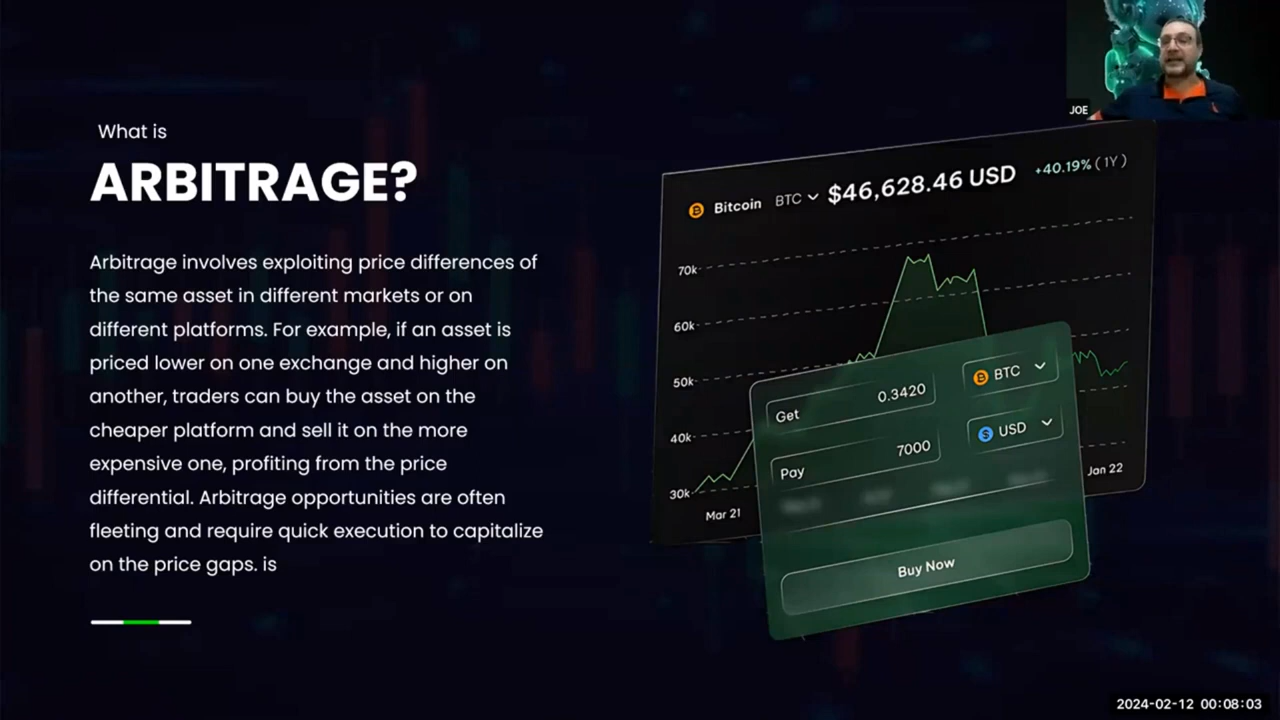 What is
ARBITRAGE?
Arbitrage involves exploiting price differences of
the same asset in different markets or on
different platforms. For example, if an asset is
priced lower on one exchange and higher on
another, traders can buy the asset on the
cheaper platform and sell it on the more
expensive one, profiting from the price
differential. Arbitrage opportunities are often
fleeting and require quick execution to capitalize
on the price gaps. is
JOE
Bitcoin BTC $46,628.46 USD +40.19% (1Y)
70k
60k
50k
40k
30k
Mar 21
Jan 22
Get 0.3420 BTC
Pay 7000 USD
Buy Now
2024-02-12 00:08:03